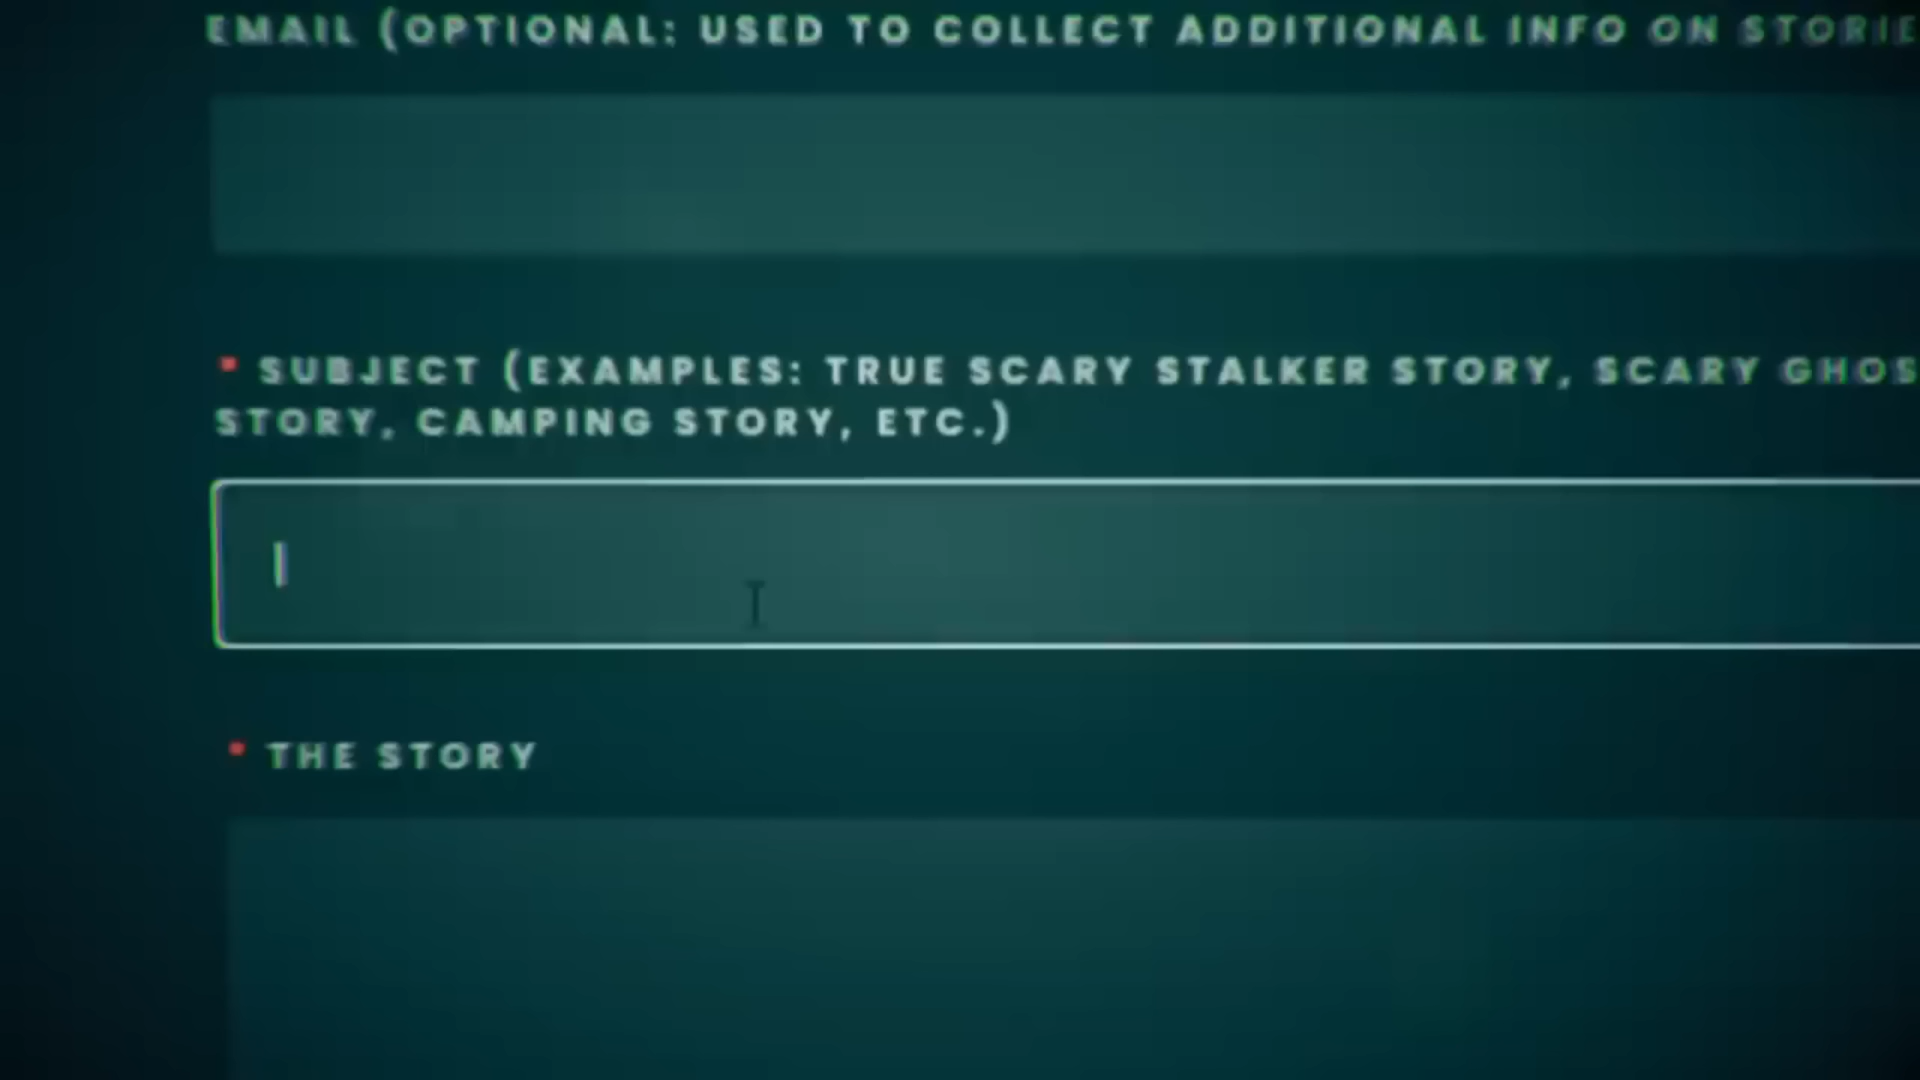 EMAIL (OPTIONAL: USED TO COLLECT ADDITIONAL INFO ON
* SUBJECT (EXAMPLES: TRUE SCARY STALKER STORY, SCARY
STORY, CAMPING STORY, ETC.)
* THE STORY